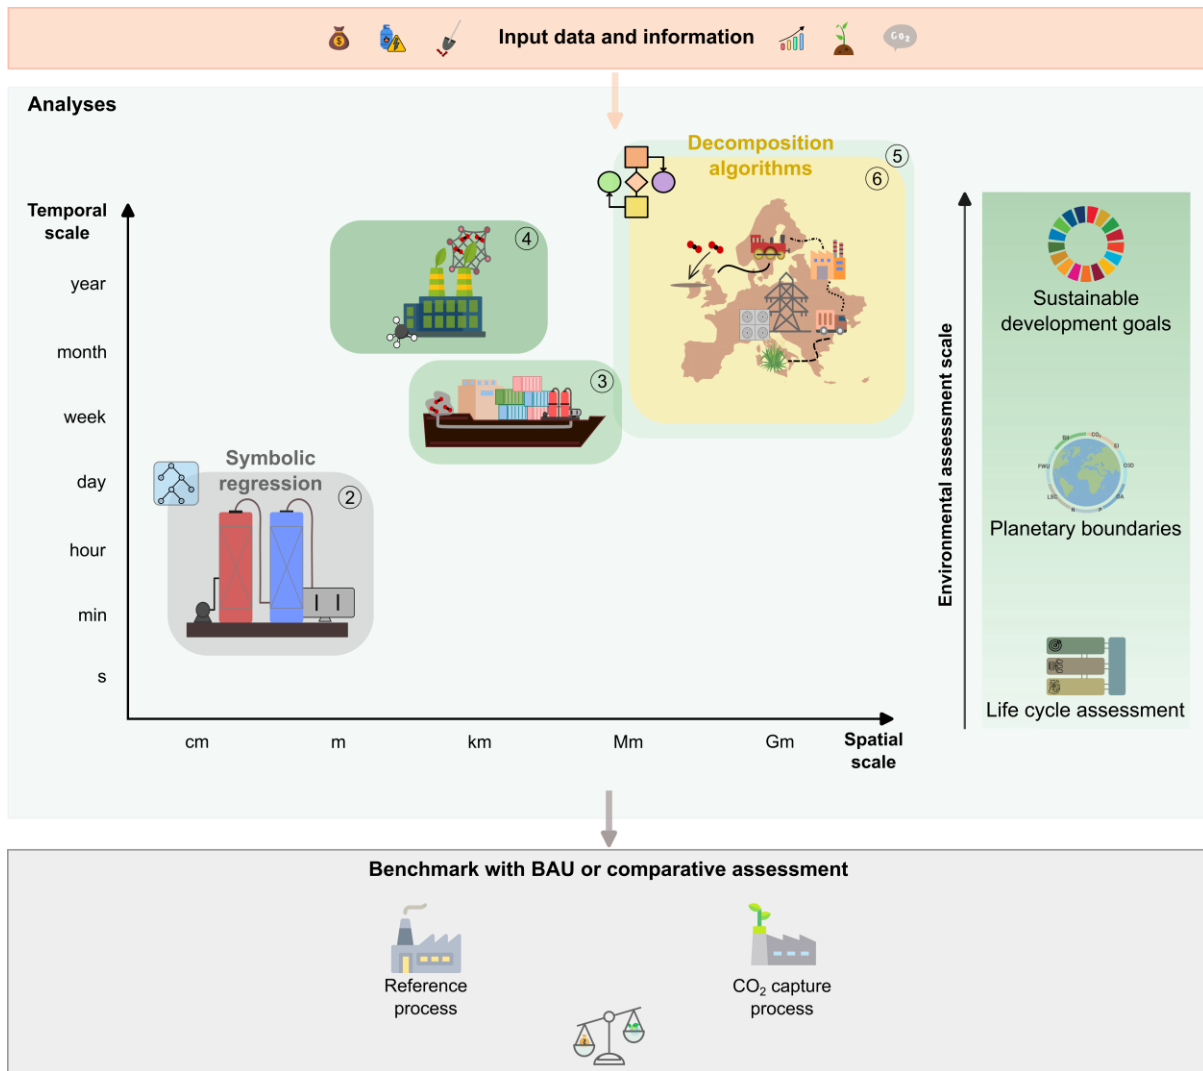 Input data and information
CO₂
Analyses
Decomposition
algorithms
5
6
Temporal
scale
4
year
month
3
week
Symbolic
regression
2
day
hour
min
s
cm
m
km
Mm
Gm
Spatial
scale
Environmental assessment scale
Sustainable
development goals
Planetary boundaries
Life cycle assessment
Benchmark with BAU or comparative assessment
Reference
process
CO₂ capture
process